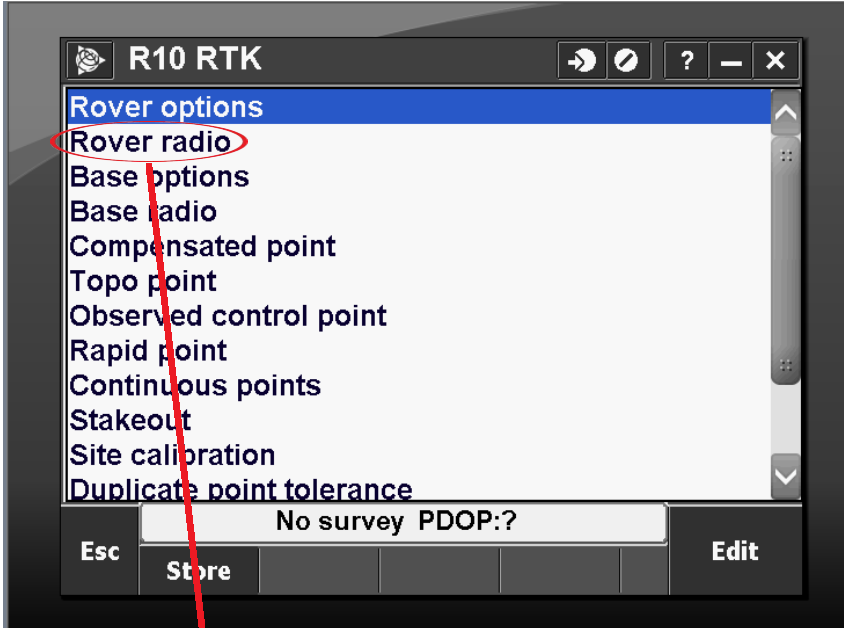 R10 RTK
?
Rover options
Rover radio
Base options
Base radio
Compensated point
Topo point
Observed control point
Rapid point
Continuous points
Stakeout
Site calibration
Duplicate point tolerance
No survey PDOP:?
Esc
Store
Edit